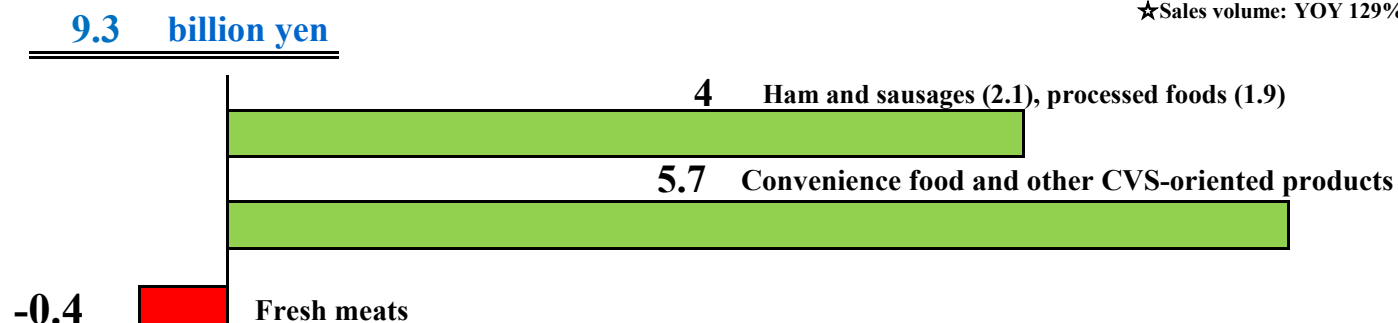 ☆Sales volume: YOY 129%
9.3 billion yen
4 Ham and sausages (2.1), processed foods (1.9)
5.7 Convenience food and other CVS-oriented products
-0.4 Fresh meats